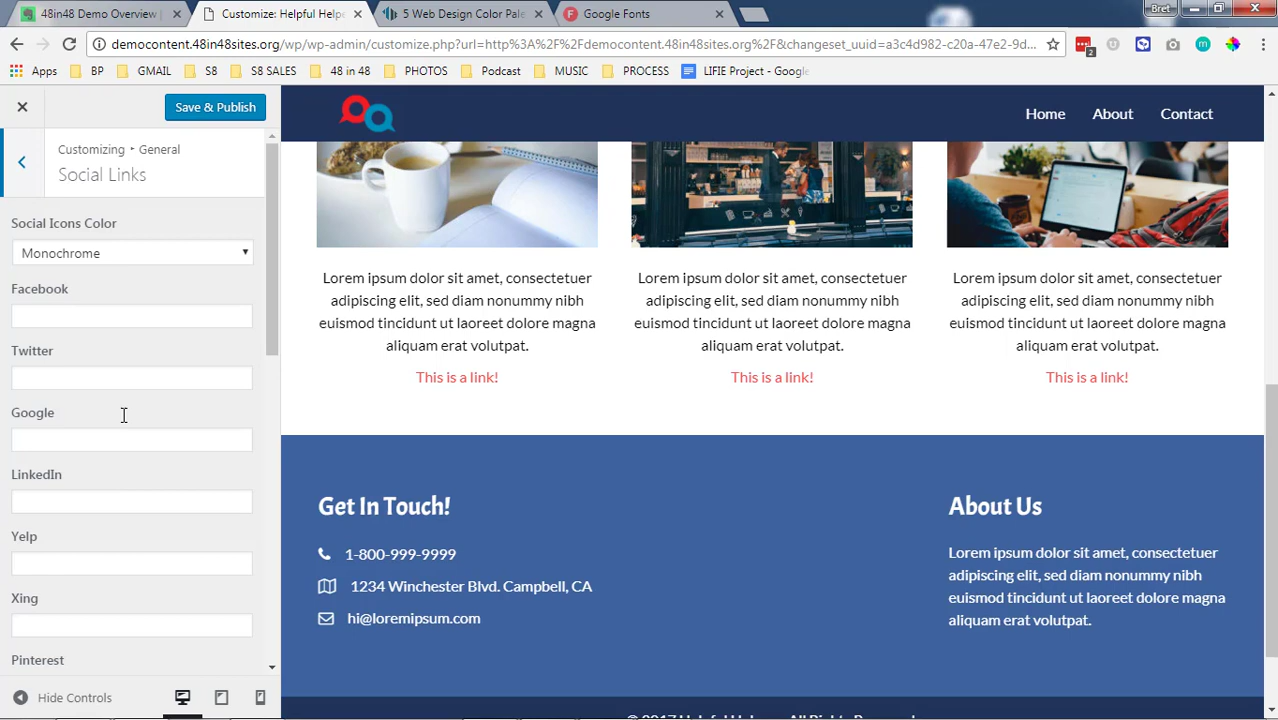 48in48 Demo Overview |
Customize: Helpful Help
5 Web Design Color Pale
Google Fonts
Bret
democontent.48in48sites.org/wp/wp-admin/customize.php?url=http%3A%2F%2Fdemocontent.48in48sites.org%2F&changeset_uuid=a3c4d982-c20a-47e2-9d...
2
Apps BP GMAIL S8 S8 SALES 48 in 48 PHOTOS Podcast MUSIC PROCESS LIFIE Project - Google
Save & Publish
Customizing ‣ General
Social Links
Social Icons Color
Monochrome
Facebook
Twitter
Google
LinkedIn
Yelp
Xing
Pinterest
Hide Controls
Home About Contact
Lorem ipsum dolor sit amet, consectetuer
adipiscing elit, sed diam nonummy nibh
euismod tincidunt ut laoreet dolore magna
aliquam erat volutpat.
This is a link!
Lorem ipsum dolor sit amet, consectetuer
adipiscing elit, sed diam nonummy nibh
euismod tincidunt ut laoreet dolore magna
aliquam erat volutpat.
This is a link!
Lorem ipsum dolor sit amet, consectetuer
adipiscing elit, sed diam nonummy nibh
euismod tincidunt ut laoreet dolore magna
aliquam erat volutpat.
This is a link!
Get In Touch!
1-800-999-9999
1234 Winchester Blvd. Campbell, CA
hi@loremipsum.com
About Us
Lorem ipsum dolor sit amet, consectetuer
adipiscing elit, sed diam nonummy nibh
euismod tincidunt ut laoreet dolore magna
aliquam erat volutpat.